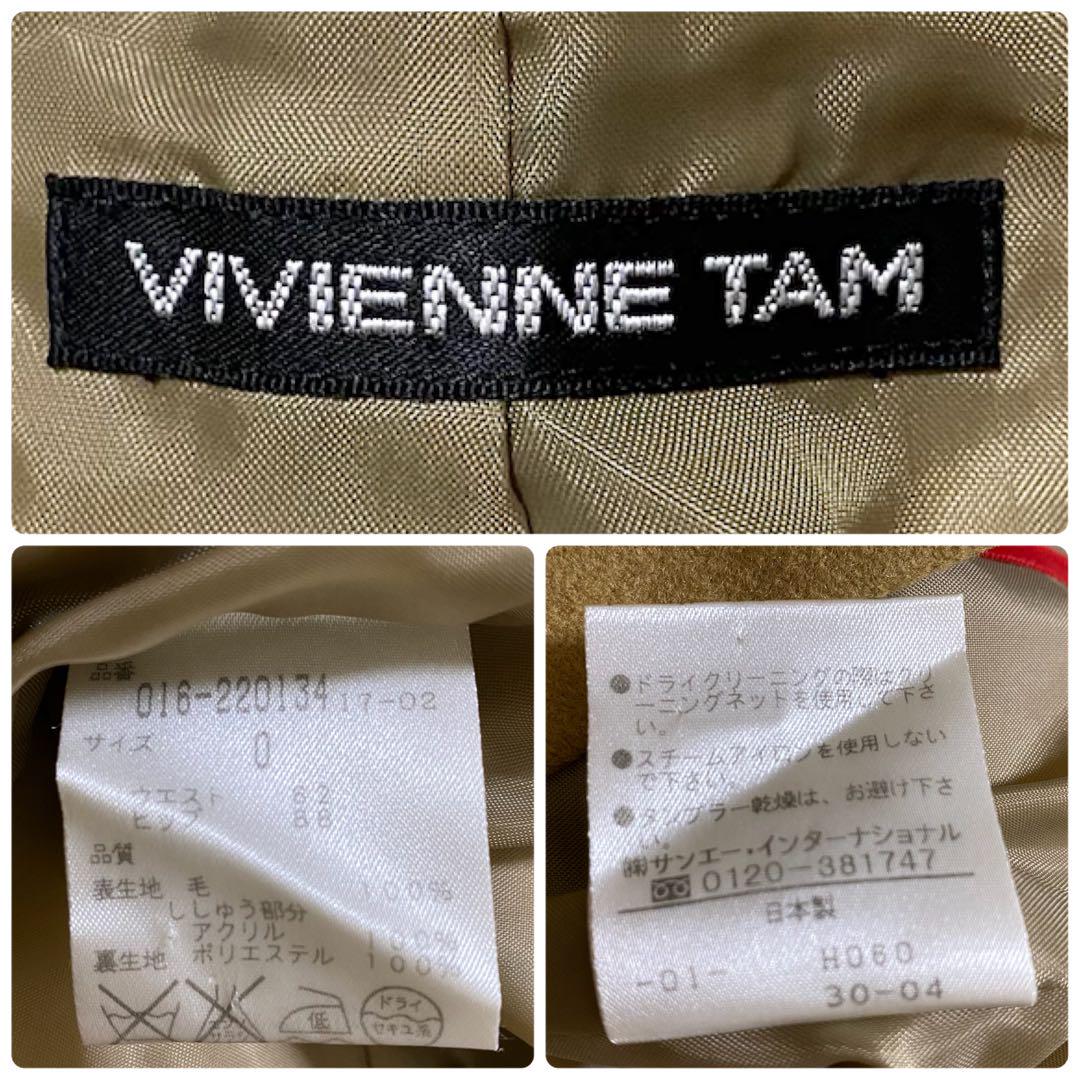 VIVIENNE TAM
品番
016-220134 17-02
サイズ 0
ウエスト 62
ヒップ 88
品質
表生地 毛 100%
ししゅう部分
アクリル 100%
裏生地 ポリエステル 100%
低
ドライ
セキユ系
●ドライクリーニングの際はクリ
ーニングネットを使用して下さ
い。
●スチームアイロンを使用しない
で下さい。
●タンブラー乾燥は、お避け下さ
い。
㈱サンエー・インターナショナル
0120-381747
日本製
-01- H060
30-04